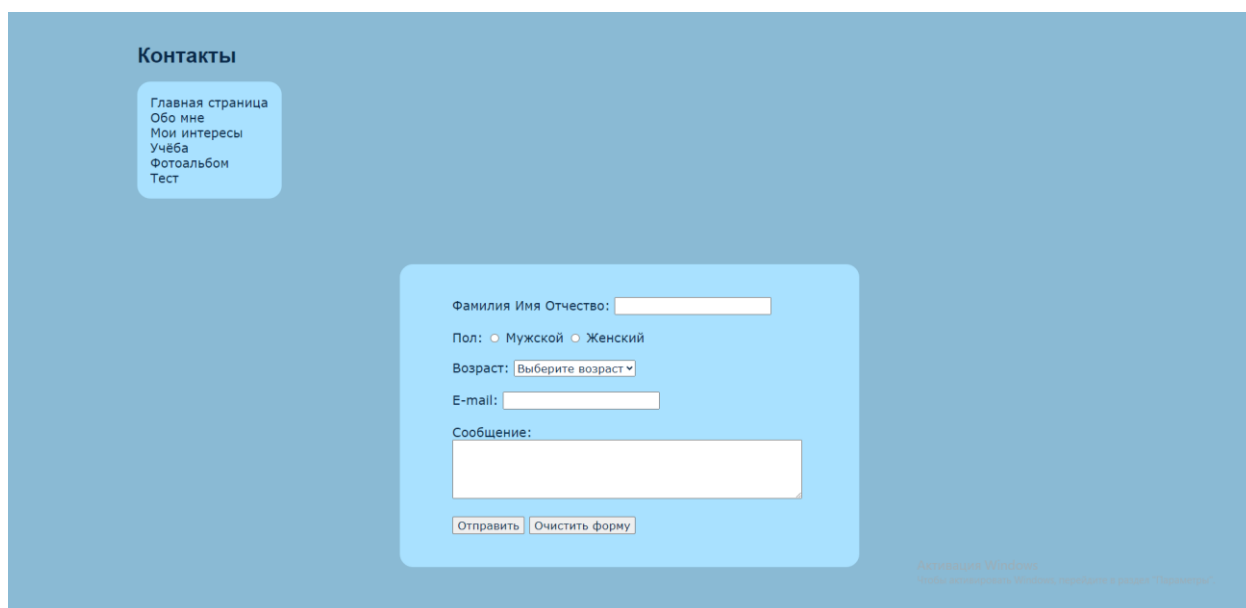 Контакты
Главная страница
Обо мне
Мои интересы
Учёба
Фотоальбом
Тест
Фамилия Имя Отчество:
Пол: Мужской Женский
Возраст: Выберите возраст
E-mail:
Сообщение:
Отправить Очистить форму
Активация Windows